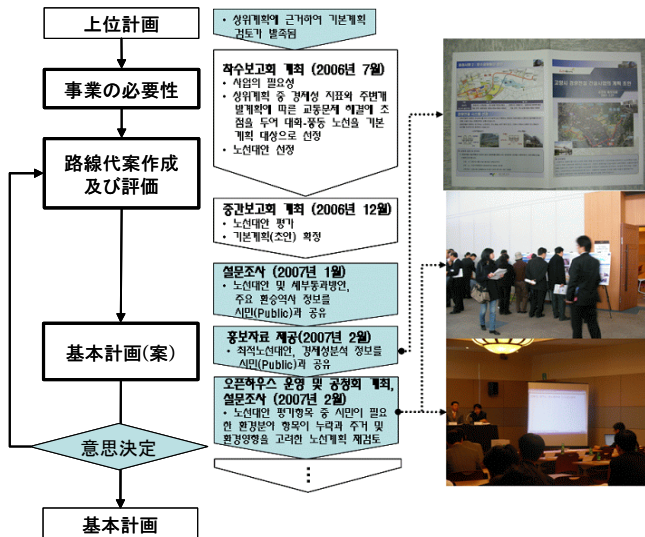 上位計画
事業の必要性
路線代案作成
及び評価
基本計画(案)
意思決定
基本計画
• 상위계획에 근거하여 기본계획
검토가 발족됨
착수보고회 개최 (2006년 7월)
• 사업의 필요성
• 상위계획 중 경제성 지표와 주변개
발계획에 따른 교통문제 해결에 초
점을 두어 대화-풍동 노선을 기본
계획 대상으로 선정
• 노선대안 선정
중간보고회 개최 (2006년 12월)
• 노선대안 평가
• 기본계획(초안) 확정
설문조사 (2007년 1월)
• 노선대안 및 세부통과방안,
주요 환승역사 정보를
시민(Public)과 공유
홍보자료 제공(2007년 2월)
• 최적노선대안, 경제성분석 정보를
시민(Public)과 공유
오픈하우스 운영 및 공청회 개최,
설문조사 (2007년 2월)
• 노선대안 평가항목 중 시민이 필요
한 환경분야 항목이 누락과 주거 및
환경영향을 고려한 노선계획 재검토